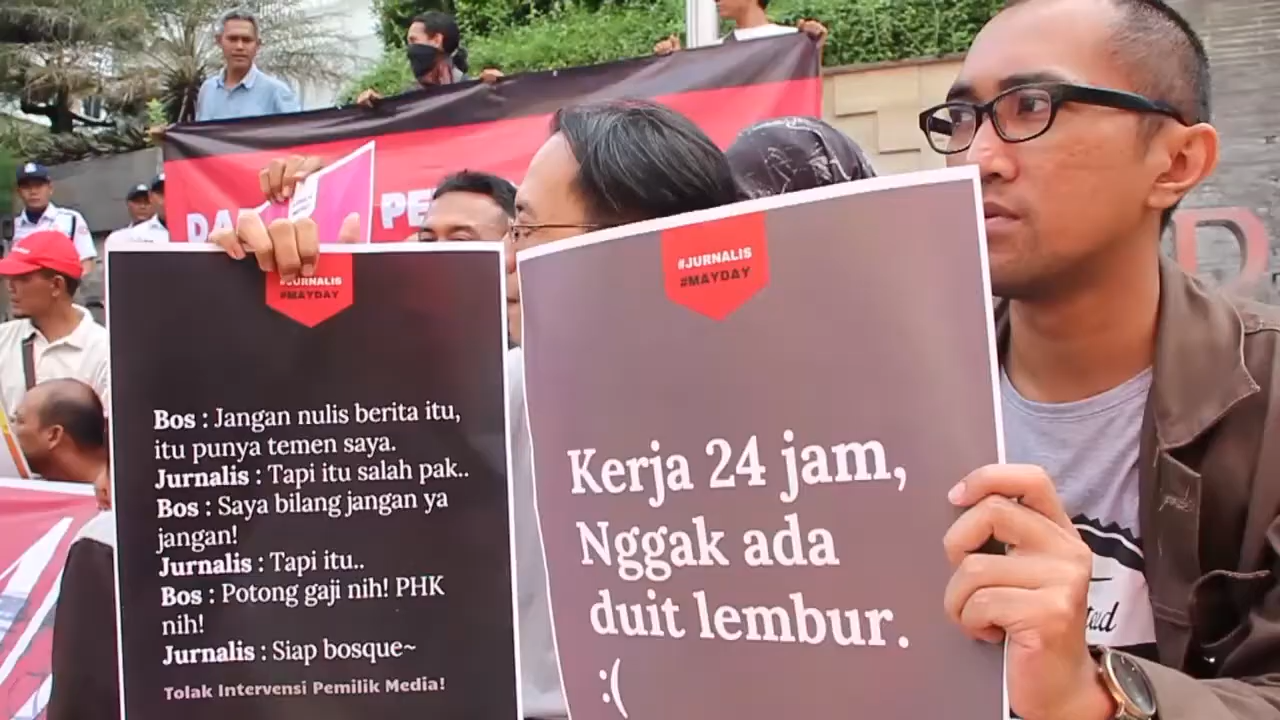 #JURNALIS
#MAYDAY
Bos : Jangan nulis berita itu,
itu punya temen saya.
Jurnalis : Tapi itu salah pak..
Bos : Saya bilang jangan ya
jangan!
Jurnalis : Tapi itu..
Bos : Potong gaji nih! PHK
nih!
Jurnalis : Siap bosque~
Tolak Intervensi Pemilik Media!
#JURNALIS
#MAYDAY
Kerja 24 jam,
Nggak ada
duit lembur.
:(